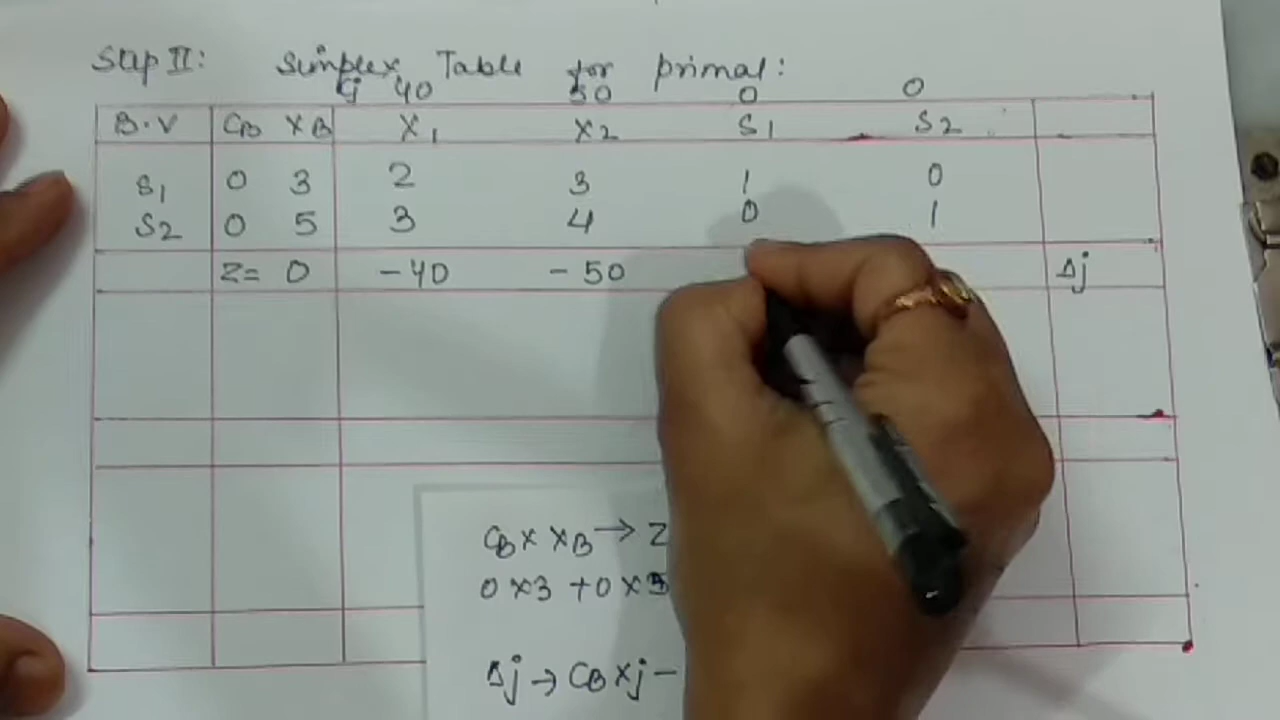 Step II: Simplex Table for primal:
Cj 40 50 0 0
B.V CB XB X1 X2 S1 S2
S1 0 3 2 3 1 0
S2 0 5 3 4 0 1
Z= 0 -40 -50 Δj
CB X XB → Z
0 X 3 + 0 X 5
Δj → CB Xj -